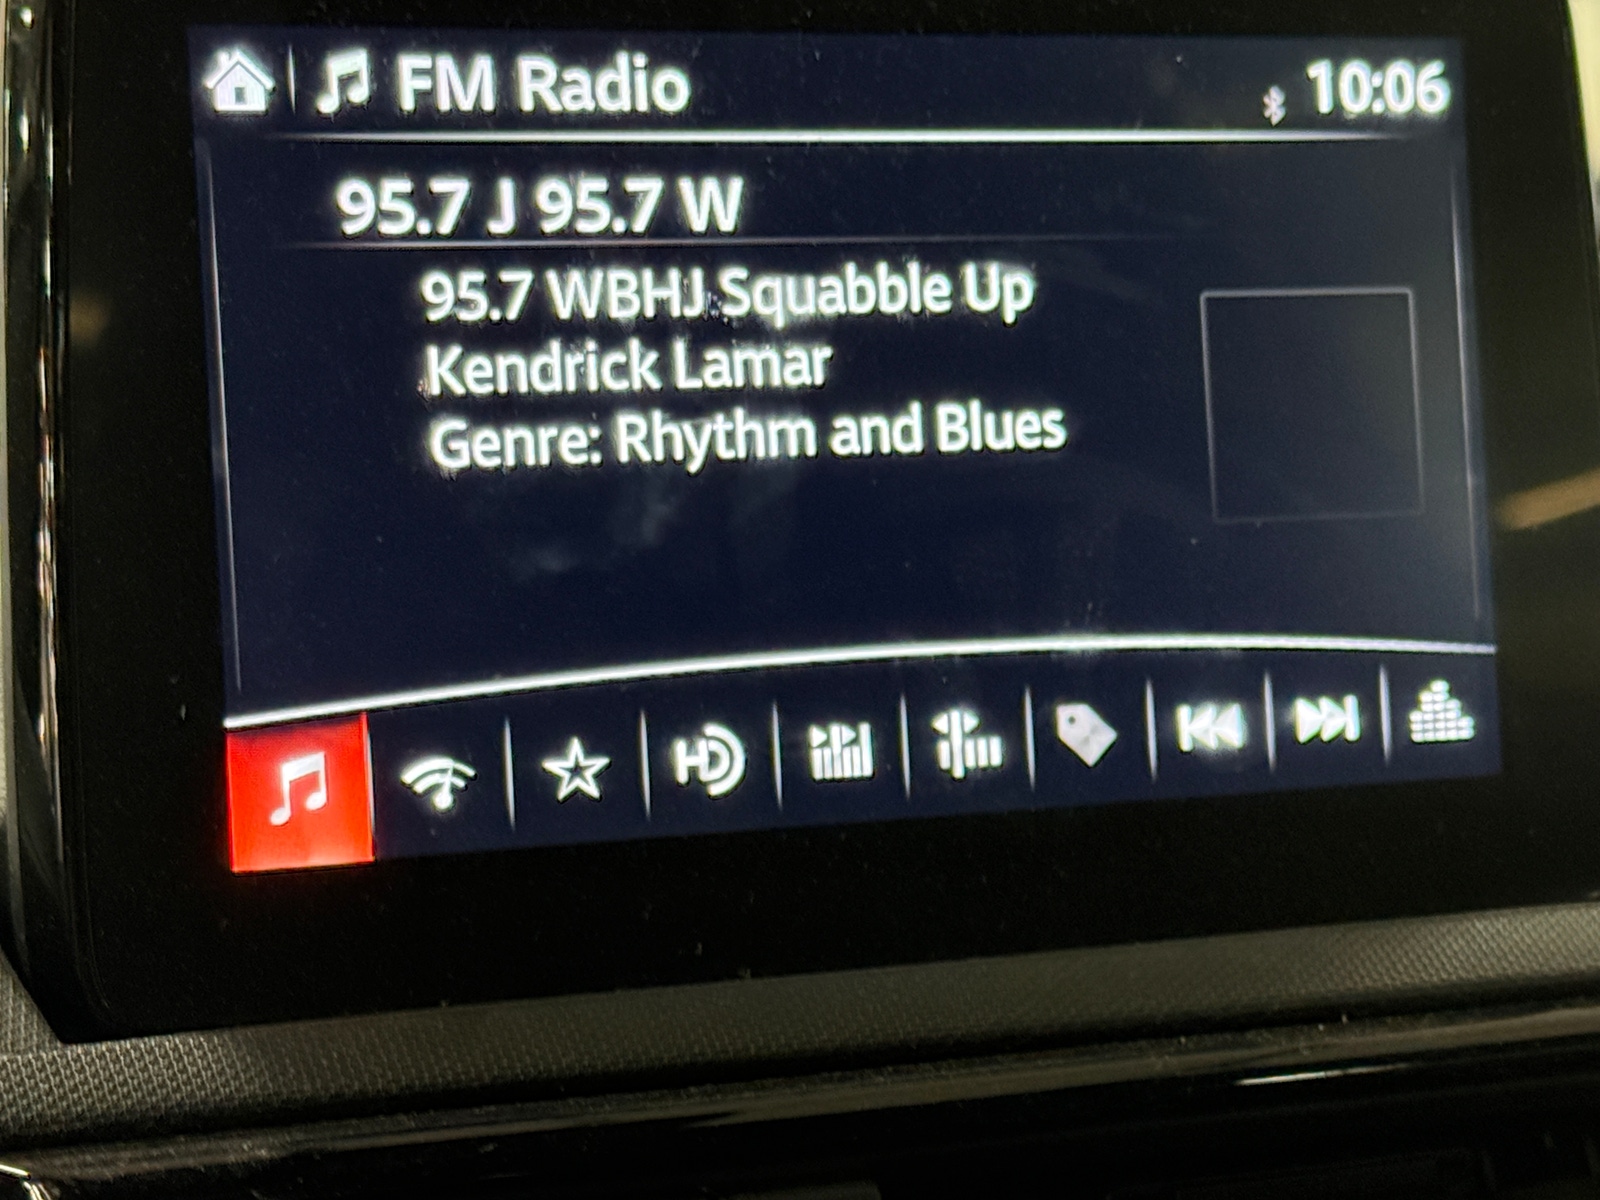 FM Radio
10:06
95.7 J 95.7 W
95.7 WBHJ Squabble Up
Kendrick Lamar
Genre: Rhythm and Blues
HD